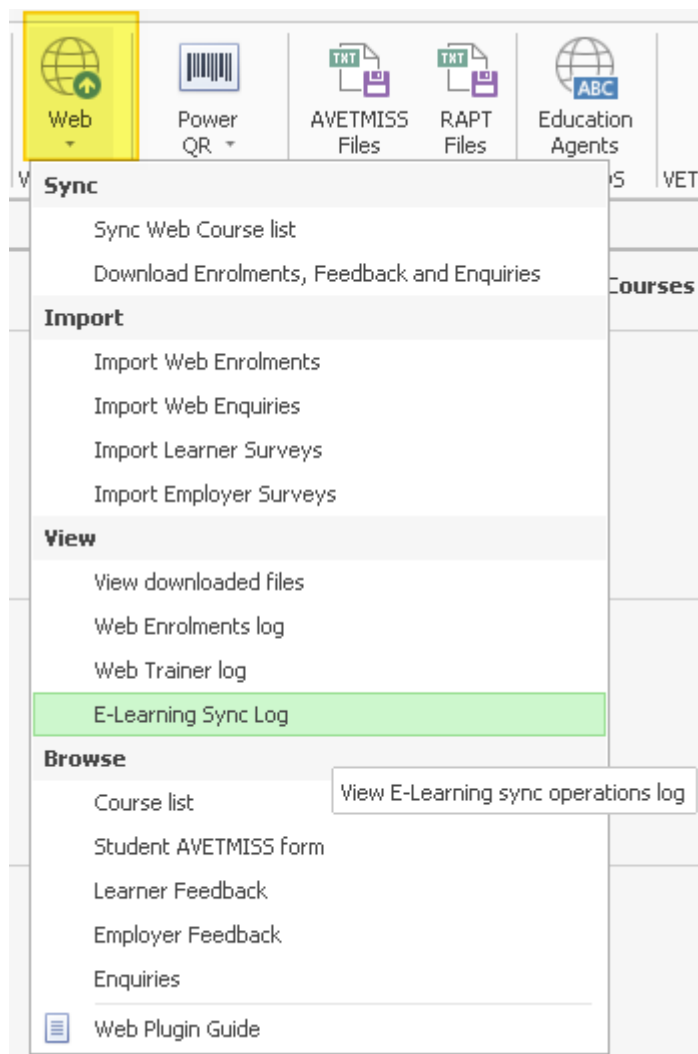 TXT
TXT
ABC
Web
Power
QR
AVETMISS
Files
RAPT
Files
Education
Agents
VET
Sync
Sync Web Course list
Download Enrolments, Feedback and Enquiries
Courses
Import
Import Web Enrolments
Import Web Enquiries
Import Learner Surveys
Import Employer Surveys
View
View downloaded files
Web Enrolments log
Web Trainer log
E-Learning Sync Log
Browse
View E-Learning sync operations log
Course list
Student AVETMISS form
Learner Feedback
Employer Feedback
Enquiries
Web Plugin Guide